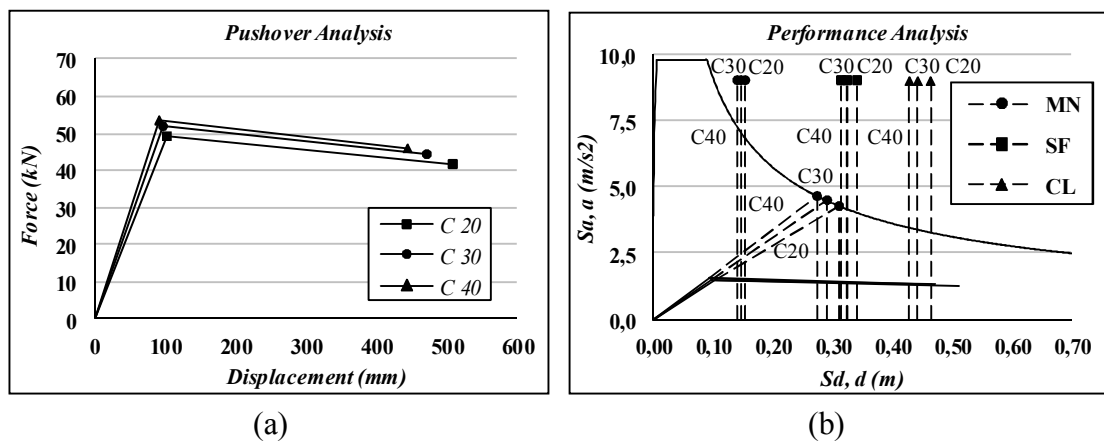 Pushover Analysis
70
60
50
40
30
20
10
0
Force (kN)
C 20
C 30
C 40
0 100 200 300 400 500 600
Displacement (mm)
(a)
Performance Analysis
10,0
7,5
5,0
2,5
0,0
Sa, a (m/s2)
C30 C20 C30 C20 C30 C20
C40 C40 C40
C30
C40
C20
MN
SF
CL
0,00 0,10 0,20 0,30 0,40 0,50 0,60 0,70
Sd, d (m)
(b)